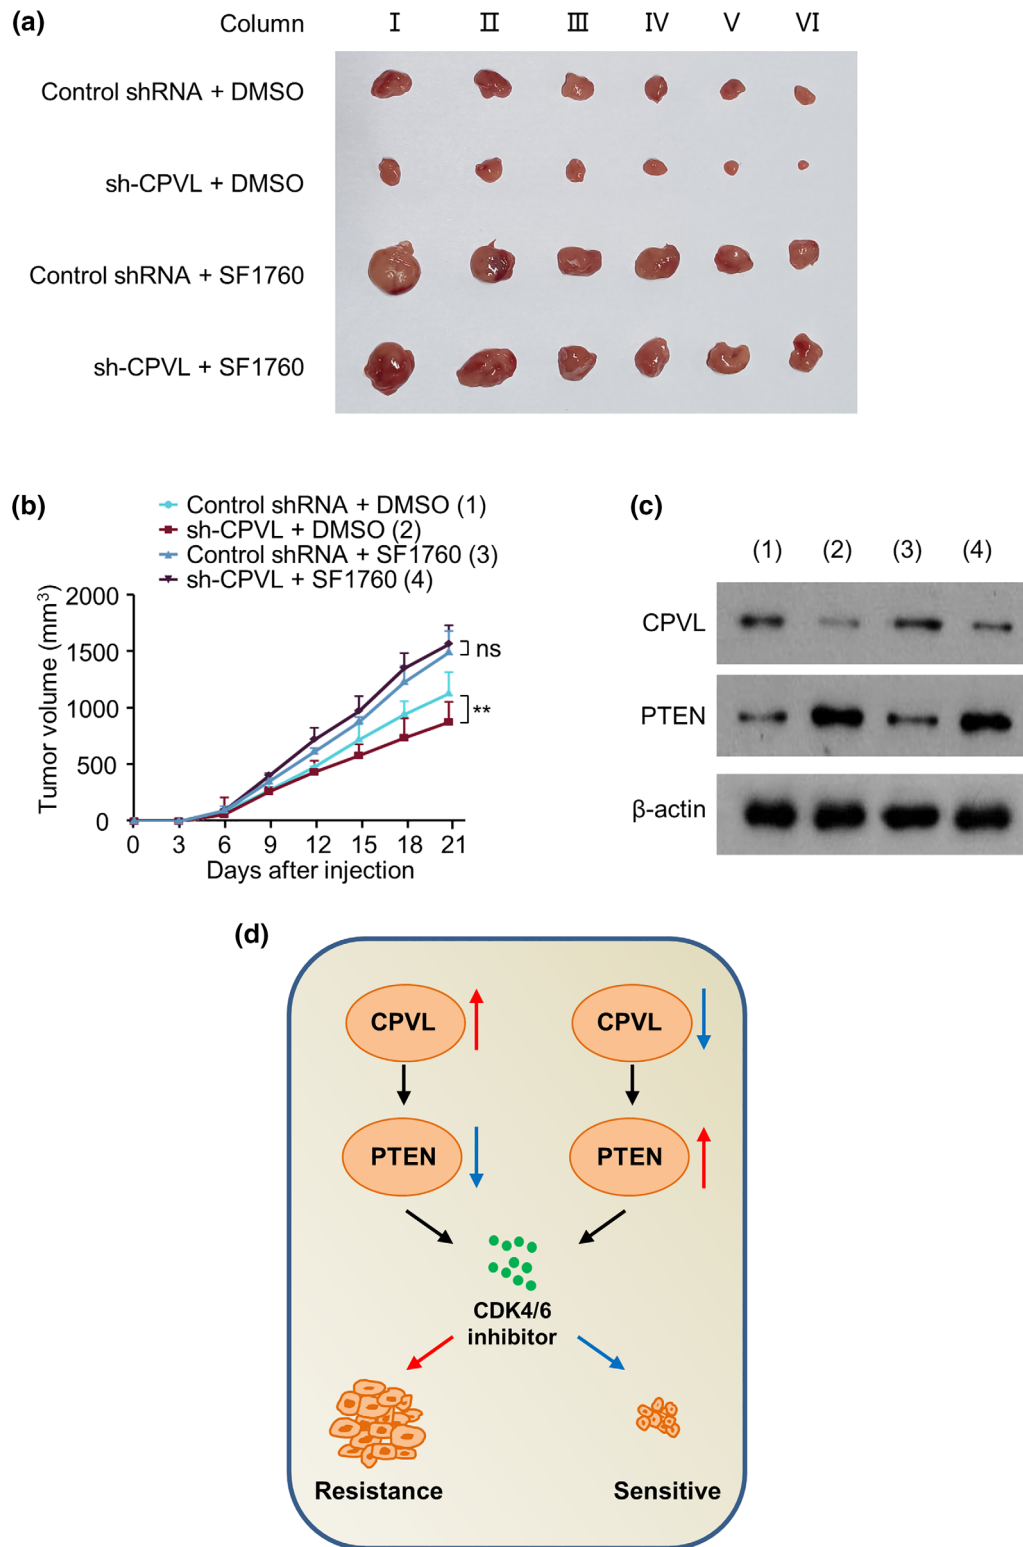 (a)
Column I II III IV V VI
Control shRNA + DMSO
sh-CPVL + DMSO
Control shRNA + SF1760
sh-CPVL + SF1760
(b)
Control shRNA + DMSO (1)
sh-CPVL + DMSO (2)
Control shRNA + SF1760 (3)
sh-CPVL + SF1760 (4)
Tumor volume (mm³)
2000
1500
1000
500
0
ns
**
0 3 6 9 12 15 18 21
Days after injection
(c)
(1) (2) (3) (4)
CPVL
PTEN
β-actin
(d)
CPVL CPVL
PTEN PTEN
CDK4/6
inhibitor
Resistance Sensitive